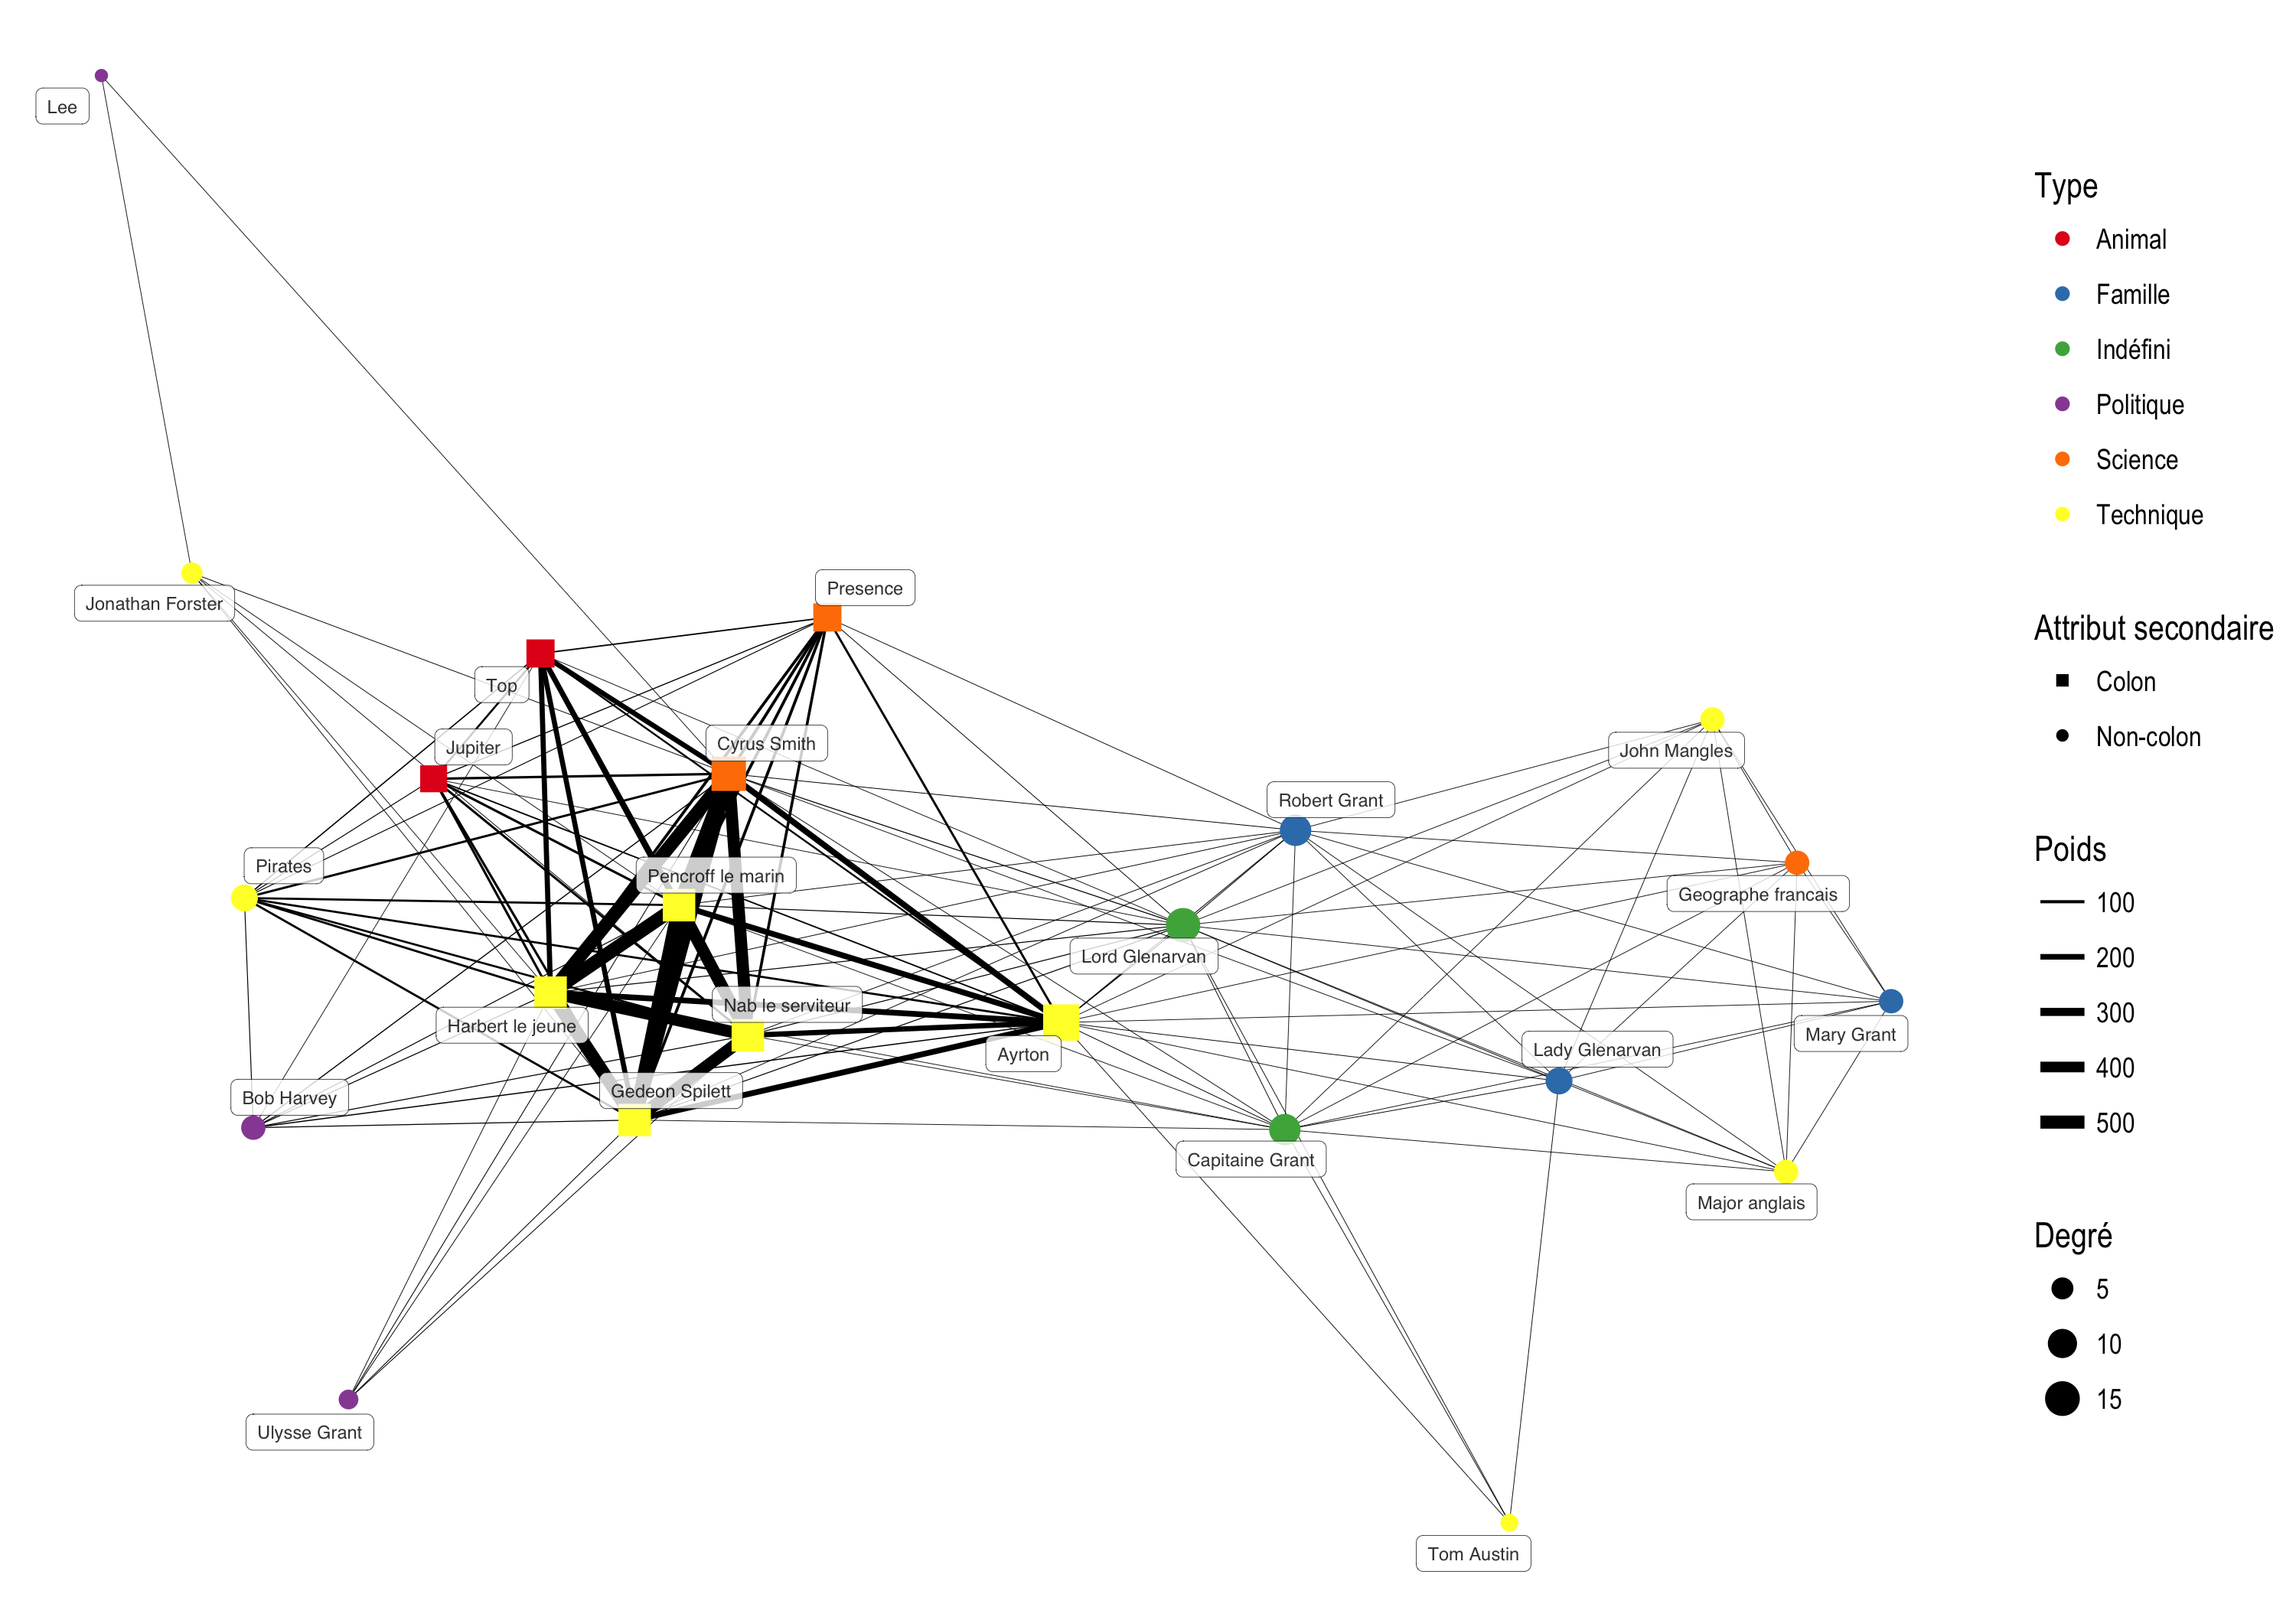 Lee
Jonathan Forster
Presence
Top
Jupiter
Cyrus Smith
John Mangles
Robert Grant
Pirates
Pencroff le marin
Geographe francais
Lord Glenarvan
Nab le serviteur
Harbert le jeune
Ayrton
Mary Grant
Lady Glenarvan
Bob Harvey
Gedeon Spilett
Capitaine Grant
Major anglais
Ulysse Grant
Tom Austin
Type
Animal
Famille
Indéfini
Politique
Science
Technique
Attribut secondaire
Colon
Non-colon
Poids
100
200
300
400
500
Degré
5
10
15